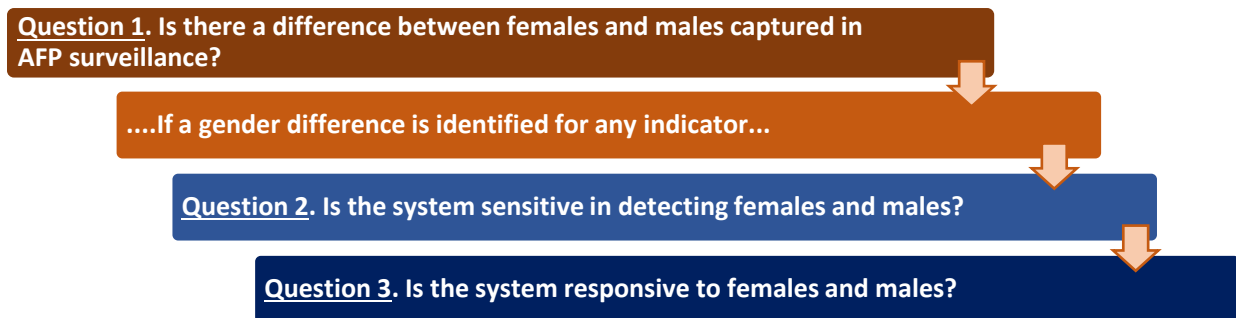 Question 1. Is there a difference between females and males captured in
AFP surveillance?
....If a gender difference is identified for any indicator...
Question 2. Is the system sensitive in detecting females and males?
Question 3. Is the system responsive to females and males?